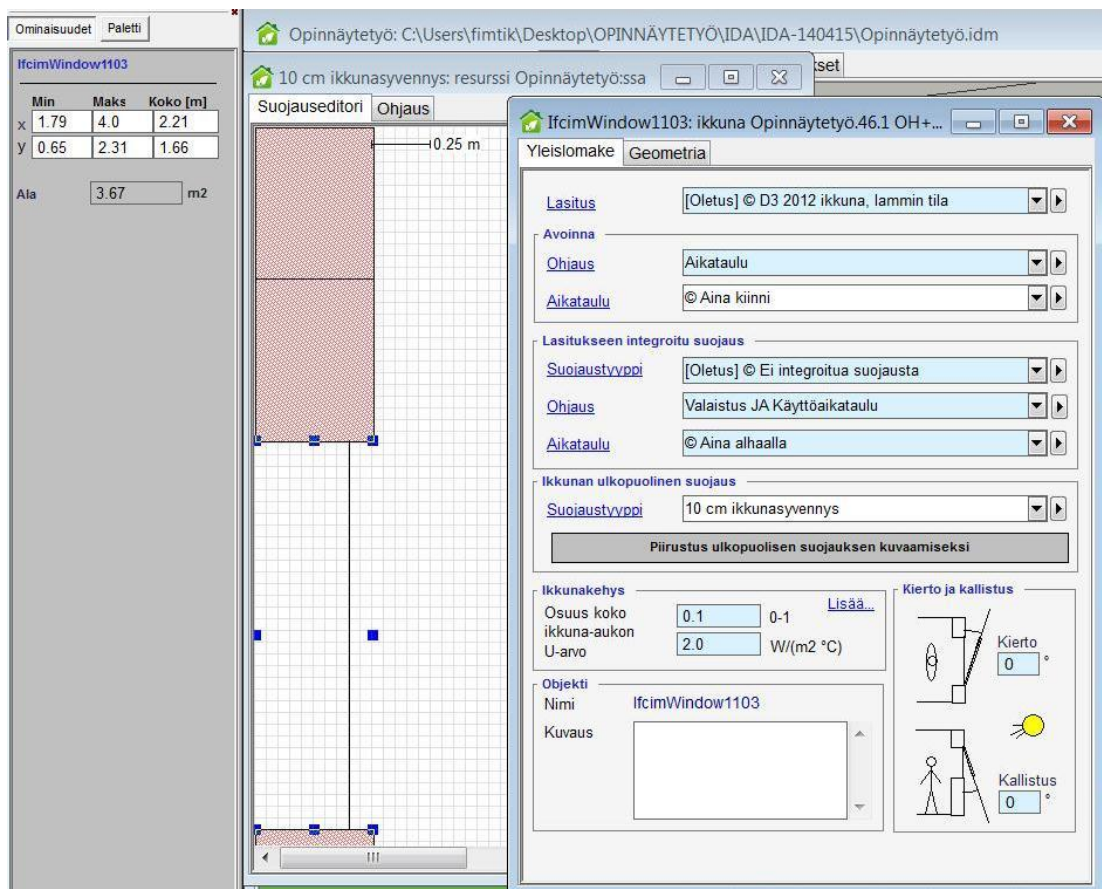 Ominaisuudet Paletti
IfcimWindow1103
Min Maks Koko [m]
x 1.79 4.0 2.21
y 0.65 2.31 1.66
Ala 3.67 m2
Opinnäytetyö: C:\Users\fimtik\Desktop\OPINNÄYTETYÖ\IDA\IDA-140415\Opinnäytetyö.idm
10 cm ikkunasyvennys: resurssi Opinnäytetyö:ssa
Suojauseditori Ohjaus
0.25 m
IfcimWindow1103: ikkuna Opinnäytetyö.46.1 OH+...
Yleislomake Geometria
Lasitus [Oletus] © D3 2012 ikkuna, lammin tila
Avoinna
Ohjaus Aikataulu
Aikataulu © Aina kiinni
Lasitukseen integroitu suojaus
Suojaustyyppi [Oletus] © Ei integroitua suojausta
Ohjaus Valaistus JA Käyttöaikataulu
Aikataulu © Aina alhaalla
Ikkunan ulkopuolinen suojaus
Suojaustyyppi 10 cm ikkunasyvennys
Piirustus ulkopuolisen suojauksen kuvaamiseksi
Ikkunakehys
Lisää...
Osuus koko
ikkuna-aukon 0.1 0-1
U-arvo 2.0 W/(m2 °C)
Kierto ja kallistus
Kierto
0 °
Kallistus
0 °
Objekti
Nimi IfcimWindow1103
Kuvaus